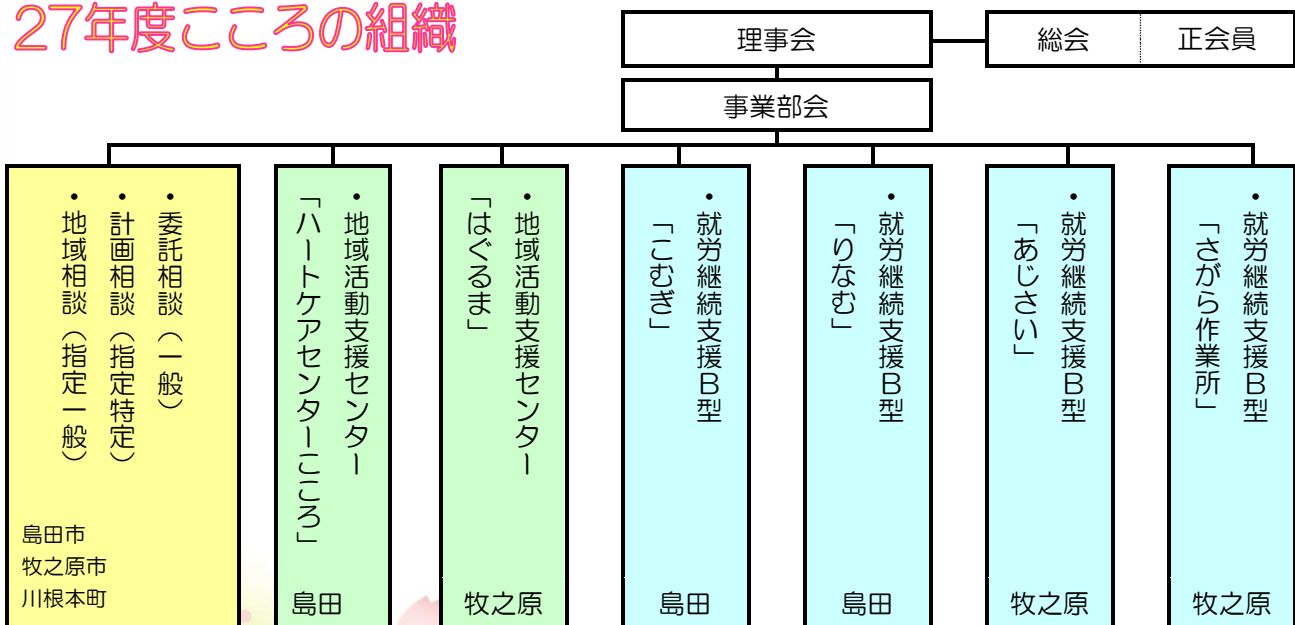 27年度こころの組織
理事会
総会
正会員
事業部会
・委託相談（一般）
・計画相談（指定特定）
・地域相談（指定一般）
島田市
牧之原市
川根本町
・地域活動支援センター
「ハートケアセンターこころ」
島田
・地域活動支援センター
「はぐるま」
牧之原
・就労継続支援Ｂ型
「こむぎ」
島田
・就労継続支援Ｂ型
「りなむ」
島田
・就労継続支援Ｂ型
「あじさい」
牧之原
・就労継続支援Ｂ型
「さがら作業所」
牧之原